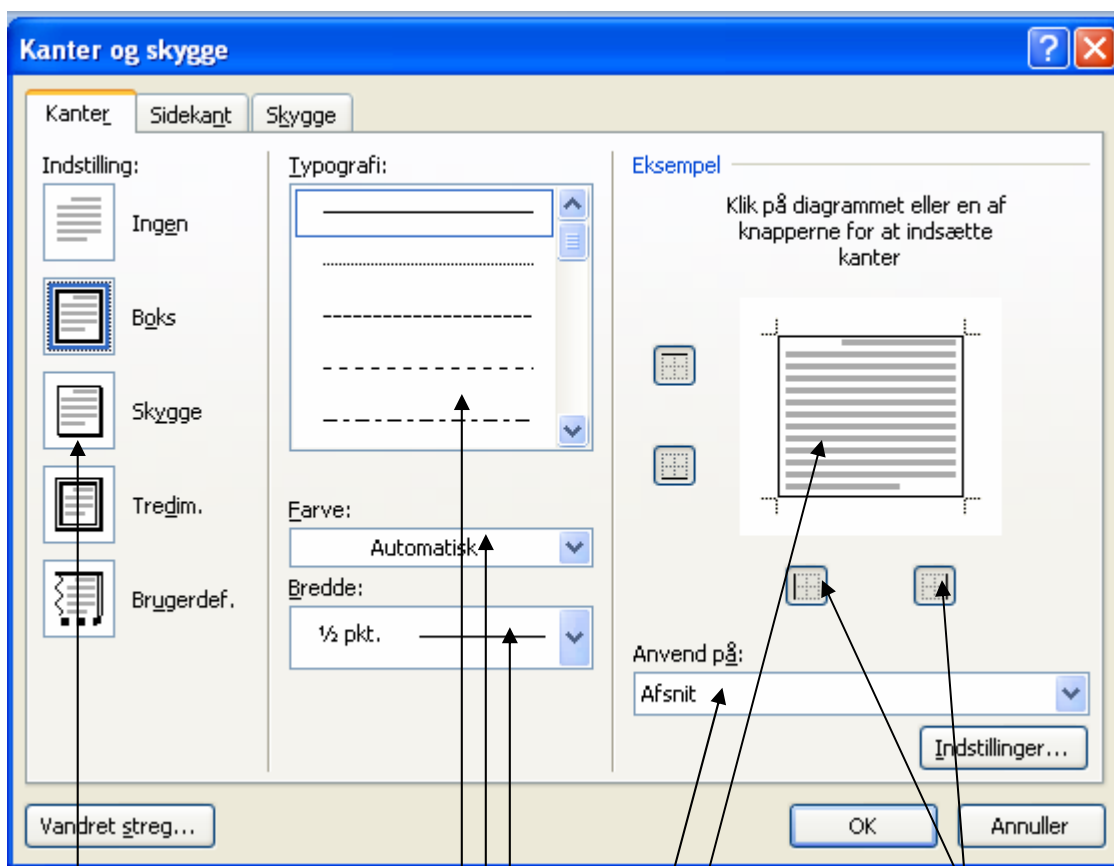 Kanter og skygge
Kanter
Sidekant
Skygge
Indstilling:
Ingen
Boks
Skygge
Tredim.
Brugerdef.
Typografi:
Farve:
Automatisk
Bredde:
½ pkt.
Eksempel
Klik på diagrammet eller en af
knapperne for at indsætte
kanter
Anvend på:
Afsnit
Indstillinger...
Vandret streg...
OK
Annuller